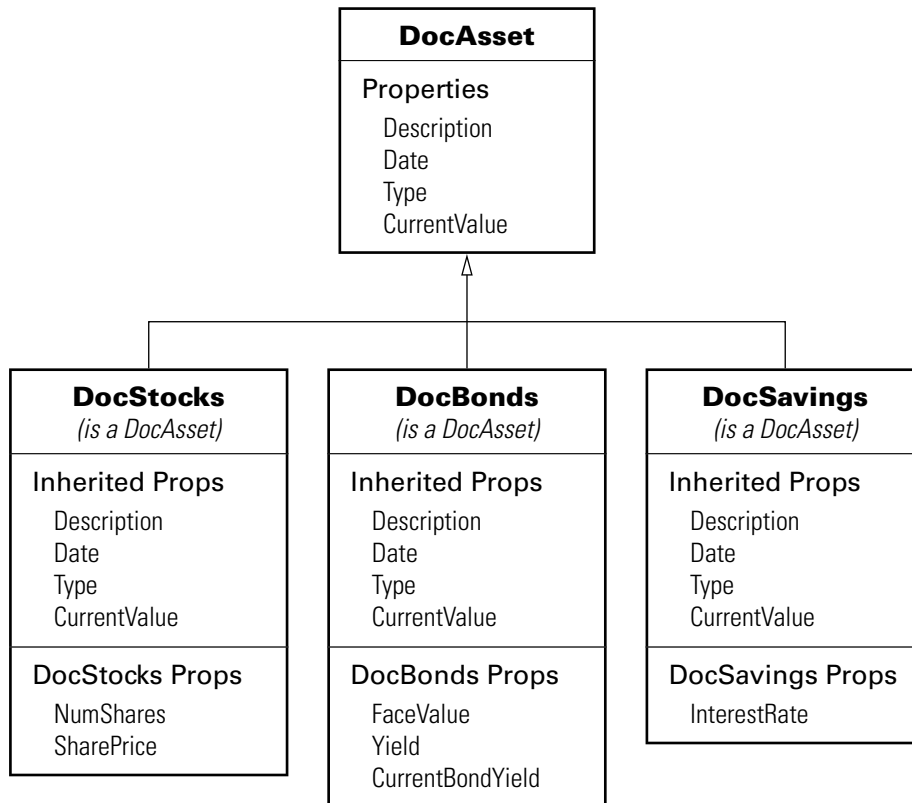 DocAsset
Properties
Description
Date
Type
CurrentValue
DocStocks
(is a DocAsset)
Inherited Props
Description
Date
Type
CurrentValue
DocStocks Props
NumShares
SharePrice
DocBonds
(is a DocAsset)
Inherited Props
Description
Date
Type
CurrentValue
DocBonds Props
FaceValue
Yield
CurrentBondYield
DocSavings
(is a DocAsset)
Inherited Props
Description
Date
Type
CurrentValue
DocSavings Props
InterestRate